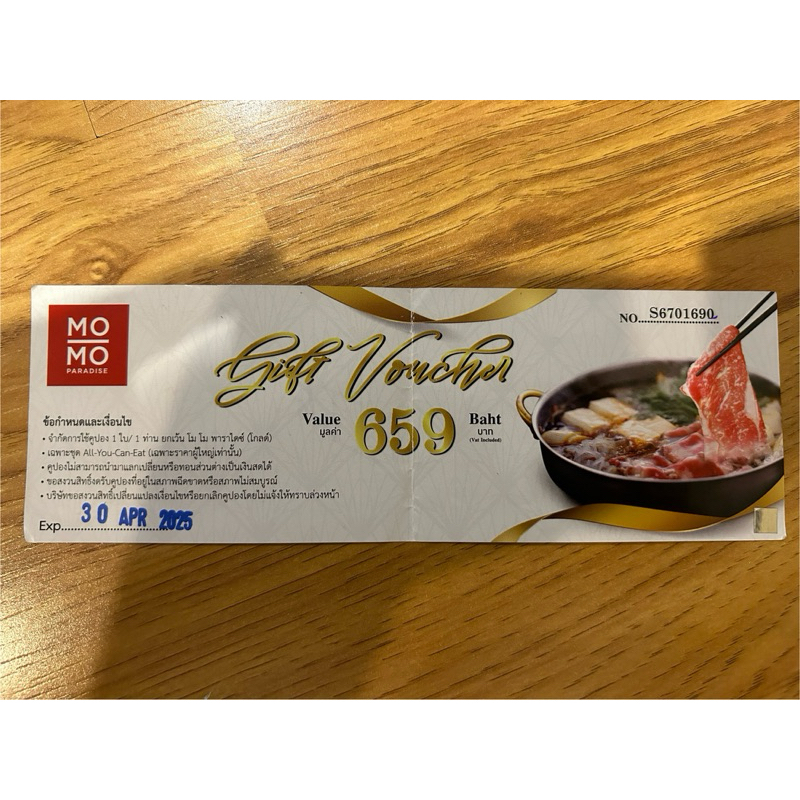 MO
MO
PARADISE
NO. S6701690
Gift Voucher
Value 659 Baht
มูลค่า บาท
(Vat Included)
ข้อกำหนดและเงื่อนไข
• จำกัดการใช้คูปอง 1 ใบ/ 1 ท่าน ยกเว้น โม โม พาราไดซ์ (โกลด์)
• เฉพาะชุด All-You-Can-Eat (เฉพาะราคาผู้ใหญ่เท่านั้น)
• คูปองไม่สามารถนำมาแลกเปลี่ยนหรือทอนส่วนต่างเป็นเงินสดได้
• ขอสงวนสิทธิ์งดรับคูปองที่อยู่ในสภาพฉีดขาดหรือสภาพไม่สมบูรณ์
• บริษัทขอสงวนสิทธิ์เปลี่ยนแปลงเงื่อนไขหรือยกเลิกคูปองโดยไม่แจ้งให้ทราบล่วงหน้า
Exp. 30 APR 2025